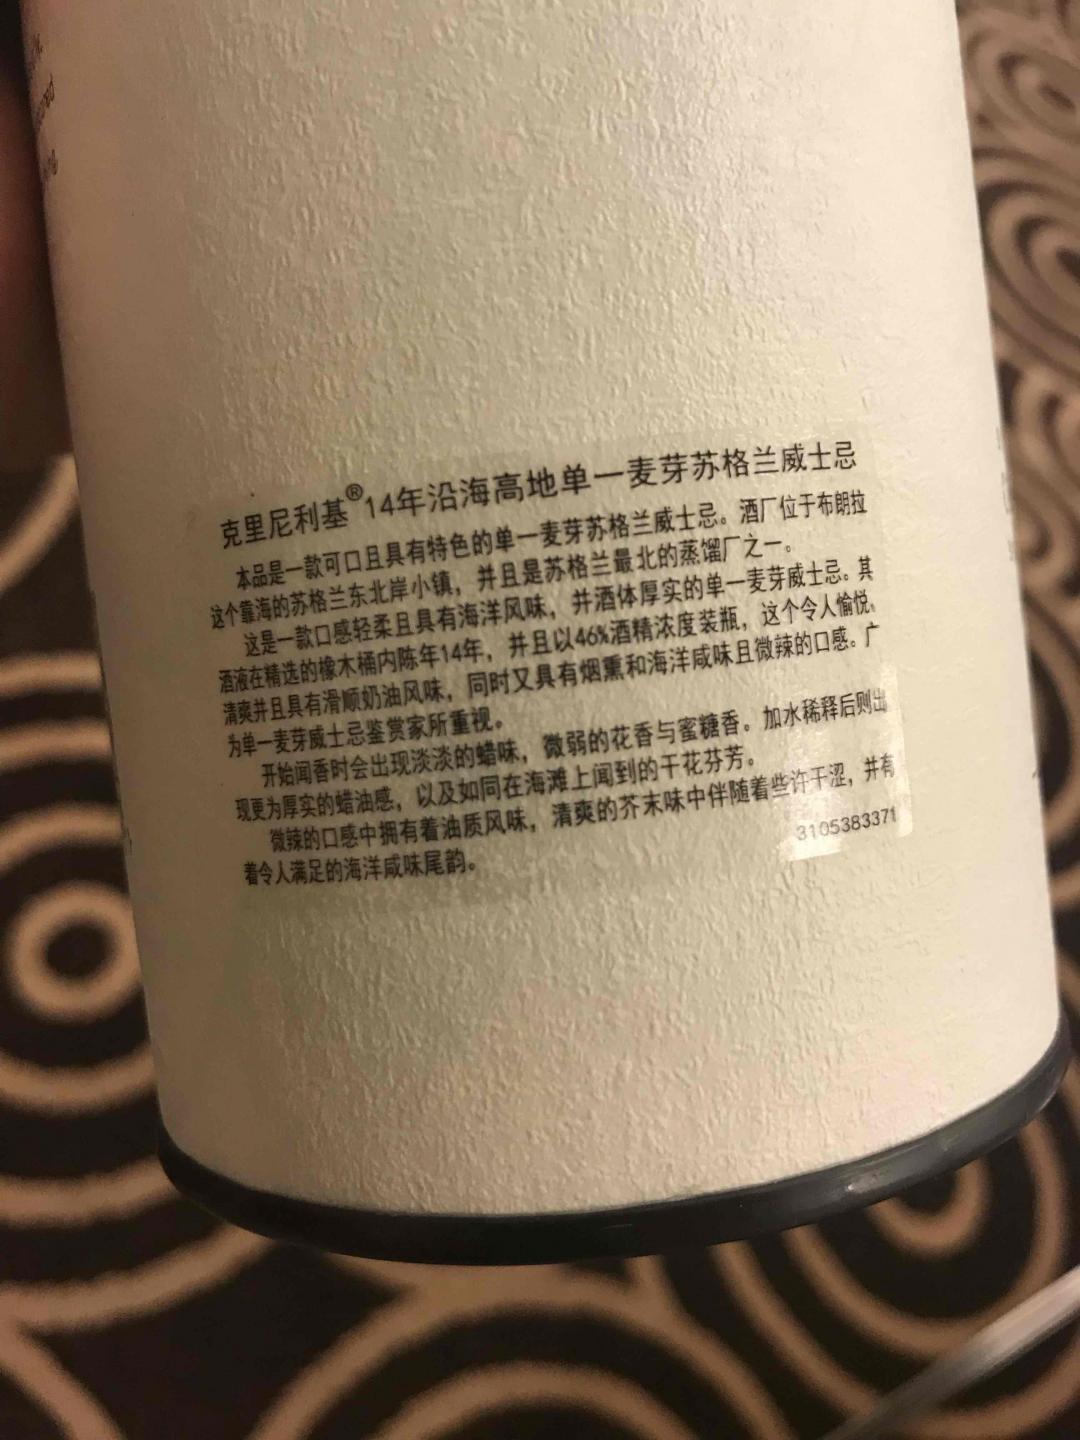 克里尼利基®14年沿海高地单一麦芽苏格兰威士忌
本品是一款可口且具有特色的单一麦芽苏格兰威士忌。酒厂位于布朗拉
这个靠海的苏格兰东北岸小镇，并且是苏格兰最北的蒸馏厂之一。
这是一款口感轻柔且具有海洋风味，并酒体厚实的单一麦芽威士忌。其
酒液在精选的橡木桶内陈年14年，并且以46%酒精浓度装瓶，这个令人愉悦、
清爽并且具有滑顺奶油风味，同时又具有烟熏和海洋咸味且微辣的口感。广
为单一麦芽威士忌鉴赏家所重视。
开始闻香时会出现淡淡的蜡味，微弱的花香与蜜糖香。加水稀释后则出
现更为厚实的蜡油感，以及如同在海滩上闻到的干花芬芳。
微辣的口感中拥有着油质风味，清爽的芥末味中伴随着些许干涩，并有
着令人满足的海洋咸味尾韵。
3105383371